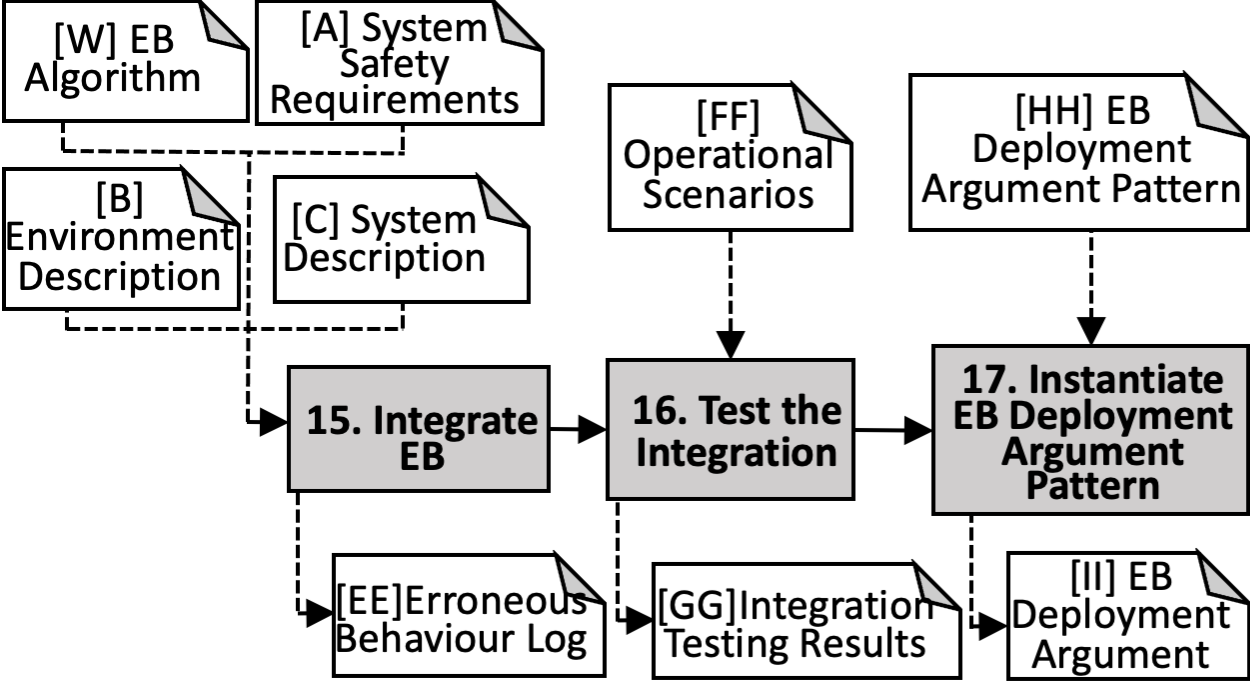 [W] EB
Algorithm
[A] System
Safety
Requirements
[B]
Environment
Description
[C] System
Description
[FF]
Operational
Scenarios
[HH] EB
Deployment
Argument Pattern
15. Integrate
EB
16. Test the
Integration
17. Instantiate
EB Deployment
Argument
Pattern
[EE]Erroneous
Behaviour Log
[GG]Integration
Testing Results
[II] EB
Deployment
Argument